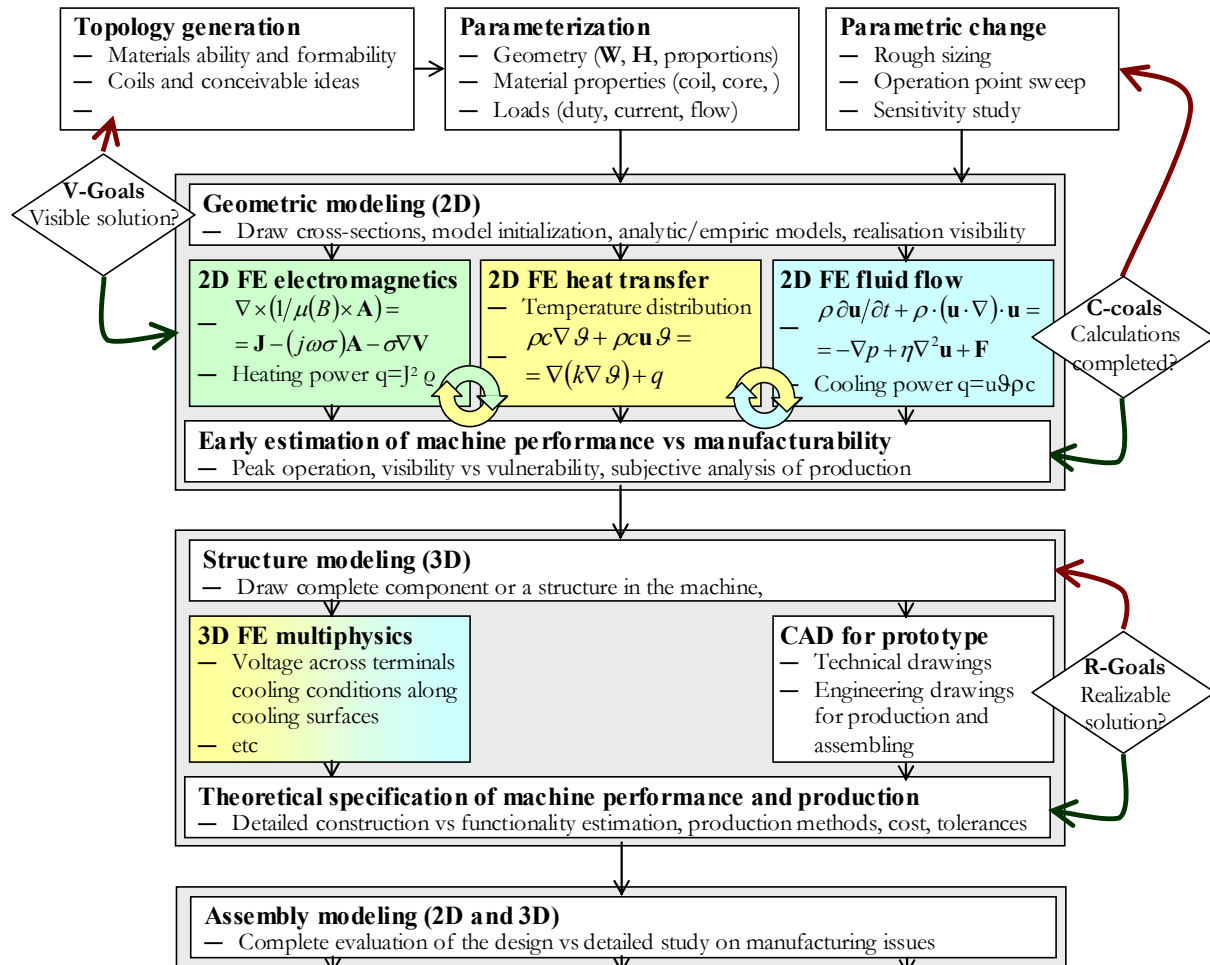 Topology generation
— Materials ability and formability
— Coils and conceivable ideas
—
Parameterization
— Geometry (W, H, proportions)
— Material properties (coil, core, )
— Loads (duty, current, flow)
Parametric change
— Rough sizing
— Operation point sweep
— Sensitivity study
V-Goals
Visible solution?
Geometric modeling (2D)
— Draw cross-sections, model initialization, analytic/empiric models, realisation visibility
2D FE electromagnetics
— ∇×(1/μ(B)×A)=
= J−(jωσ)A−σ∇V
— Heating power q=J² ϱ
2D FE heat transfer
— Temperature distribution
— ρc∇ϑ+ρcuϑ=
=∇(k∇ϑ)+q
2D FE fluid flow
— ρ∂u/∂t+ρ·(u·∇)·u=
=−∇p+η∇²u+F
— Cooling power q=uϑρc
C-coals
Calculations
completed?
Early estimation of machine performance vs manufacturability
— Peak operation, visibility vs vulnerability, subjective analysis of production
Structure modeling (3D)
— Draw complete component or a structure in the machine,
3D FE multiphysics
— Voltage across terminals
cooling conditions along
cooling surfaces
— etc
CAD for prototype
— Technical drawings
— Engineering drawings
for production and
assembling
R-Goals
Realizable
solution?
Theoretical specification of machine performance and production
— Detailed construction vs functionality estimation, production methods, cost, tolerances
Assembly modeling (2D and 3D)
— Complete evaluation of the design vs detailed study on manufacturing issues